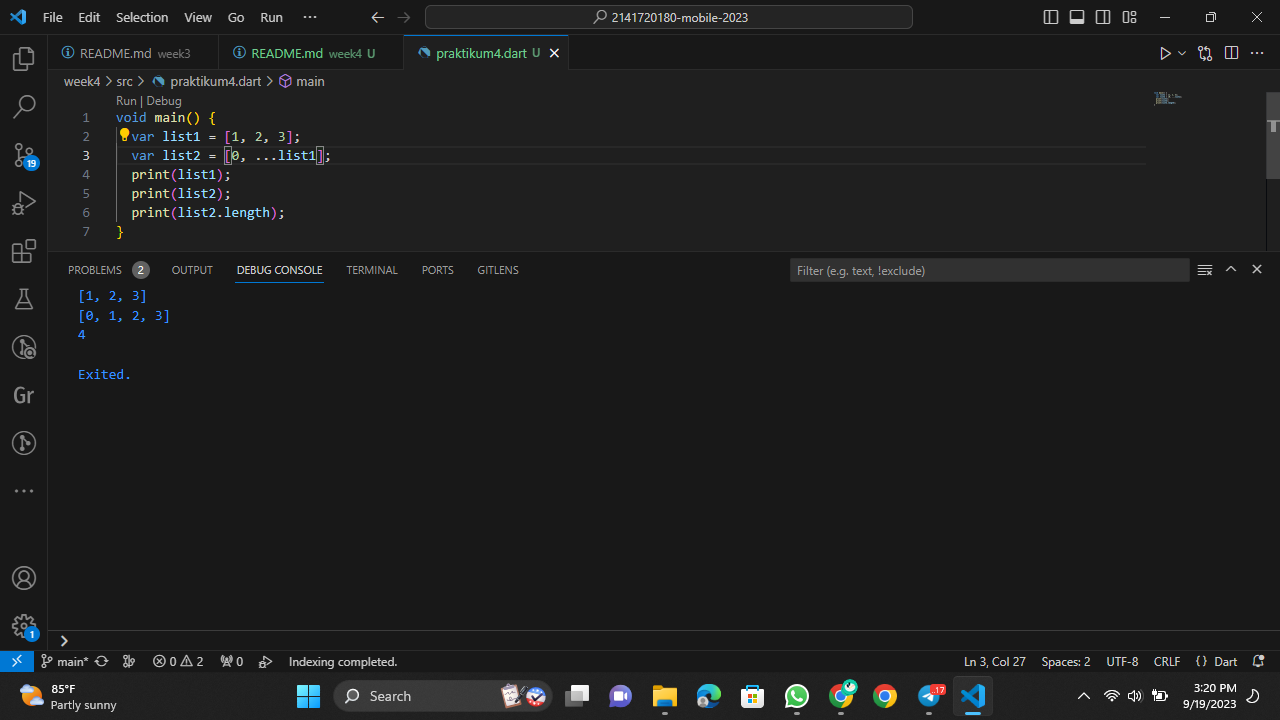 File Edit Selection View Go Run ··· 2141720180-mobile-2023
README.md week3 README.md week4 U praktikum4.dart U
week4 > src > praktikum4.dart > main
Run | Debug
1 void main() {
2 var list1 = [1, 2, 3];
3 var list2 = [0, ...list1];
4 print(list1);
5 print(list2);
6 print(list2.length);
7 }
PROBLEMS 2 OUTPUT DEBUG CONSOLE TERMINAL PORTS GITLENS Filter (e.g. text, !exclude)
[1, 2, 3]
[0, 1, 2, 3]
4
Exited.
19
Gr
1
main* 0 2 0 Indexing completed. Ln 3, Col 27 Spaces: 2 UTF-8 CRLF {} Dart
85°F
Partly sunny
Search
..17
3:20 PM
9/19/2023